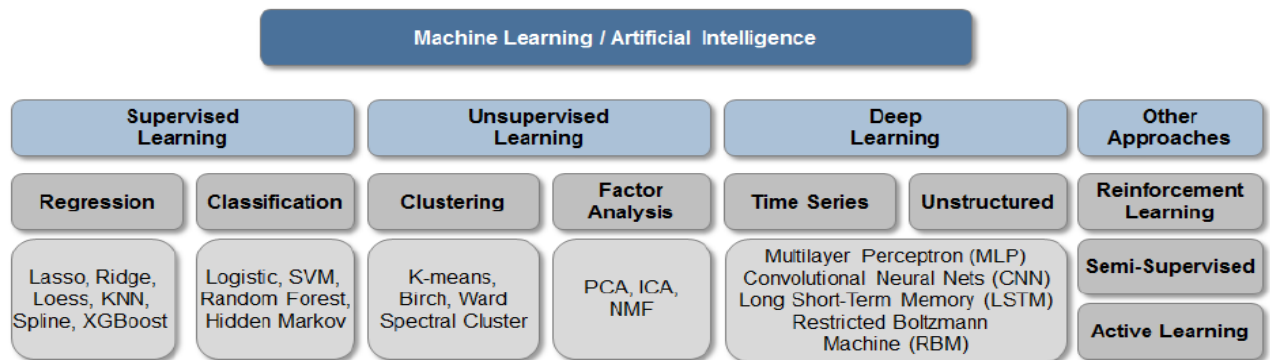 Machine Learning / Artificial Intelligence
Supervised
Learning
Unsupervised
Learning
Deep
Learning
Other
Approaches
Regression
Classification
Clustering
Factor
Analysis
Time Series
Unstructured
Reinforcement
Learning
Lasso, Ridge,
Loess, KNN,
Spline, XGBoost
Logistic, SVM,
Random Forest,
Hidden Markov
K-means,
Birch, Ward
Spectral Cluster
PCA, ICA,
NMF
Multilayer Perceptron (MLP)
Convolutional Neural Nets (CNN)
Long Short-Term Memory (LSTM)
Restricted Boltzmann
Machine (RBM)
Semi-Supervised
Active Learning